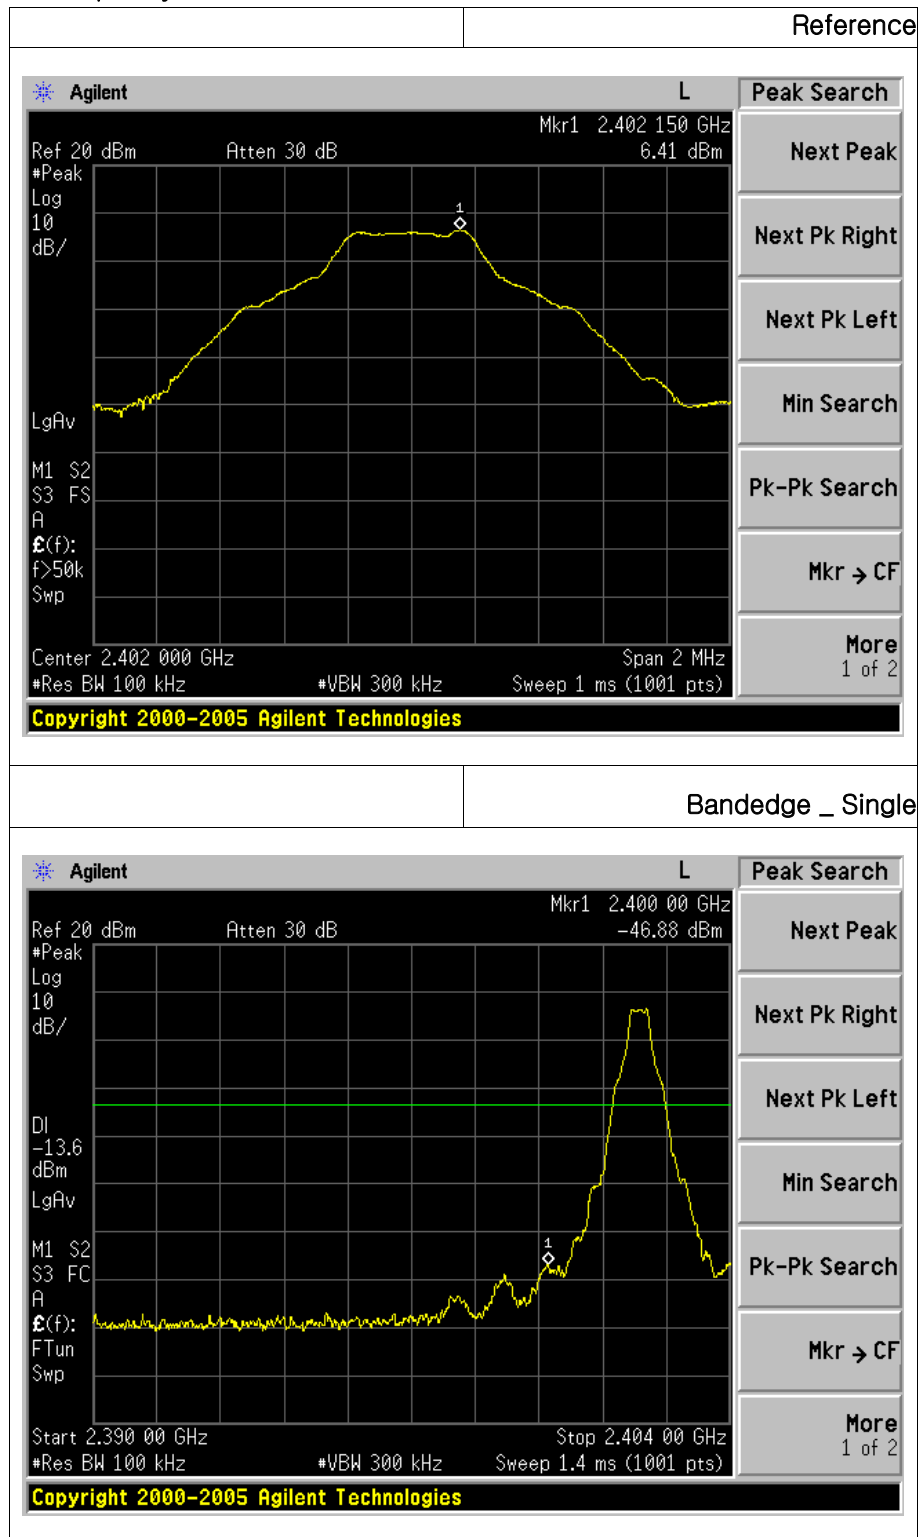 Reference
Agilent L Peak Search
Mkr1 2.402 150 GHz
Ref 20 dBm Atten 30 dB 6.41 dBm
#Peak
Log
10
dB/
1
LgAv
M1 S2
S3 FS
A
£(f):
f>50k
Swp
Center 2.402 000 GHz Span 2 MHz
#Res BW 100 kHz #VBW 300 kHz Sweep 1 ms (1001 pts)
Copyright 2000-2005 Agilent Technologies
Next Peak
Next Pk Right
Next Pk Left
Min Search
Pk-Pk Search
Mkr → CF
More
1 of 2
Bandedge _ Single
Agilent L Peak Search
Mkr1 2.400 00 GHz
Ref 20 dBm Atten 30 dB -46.88 dBm
#Peak
Log
10
dB/
1
DI
-13.6
dBm
LgAv
M1 S2
S3 FC
A
£(f):
FTun
Swp
Start 2.390 00 GHz Stop 2.404 00 GHz
#Res BW 100 kHz #VBW 300 kHz Sweep 1.4 ms (1001 pts)
Copyright 2000-2005 Agilent Technologies
Next Peak
Next Pk Right
Next Pk Left
Min Search
Pk-Pk Search
Mkr → CF
More
1 of 2